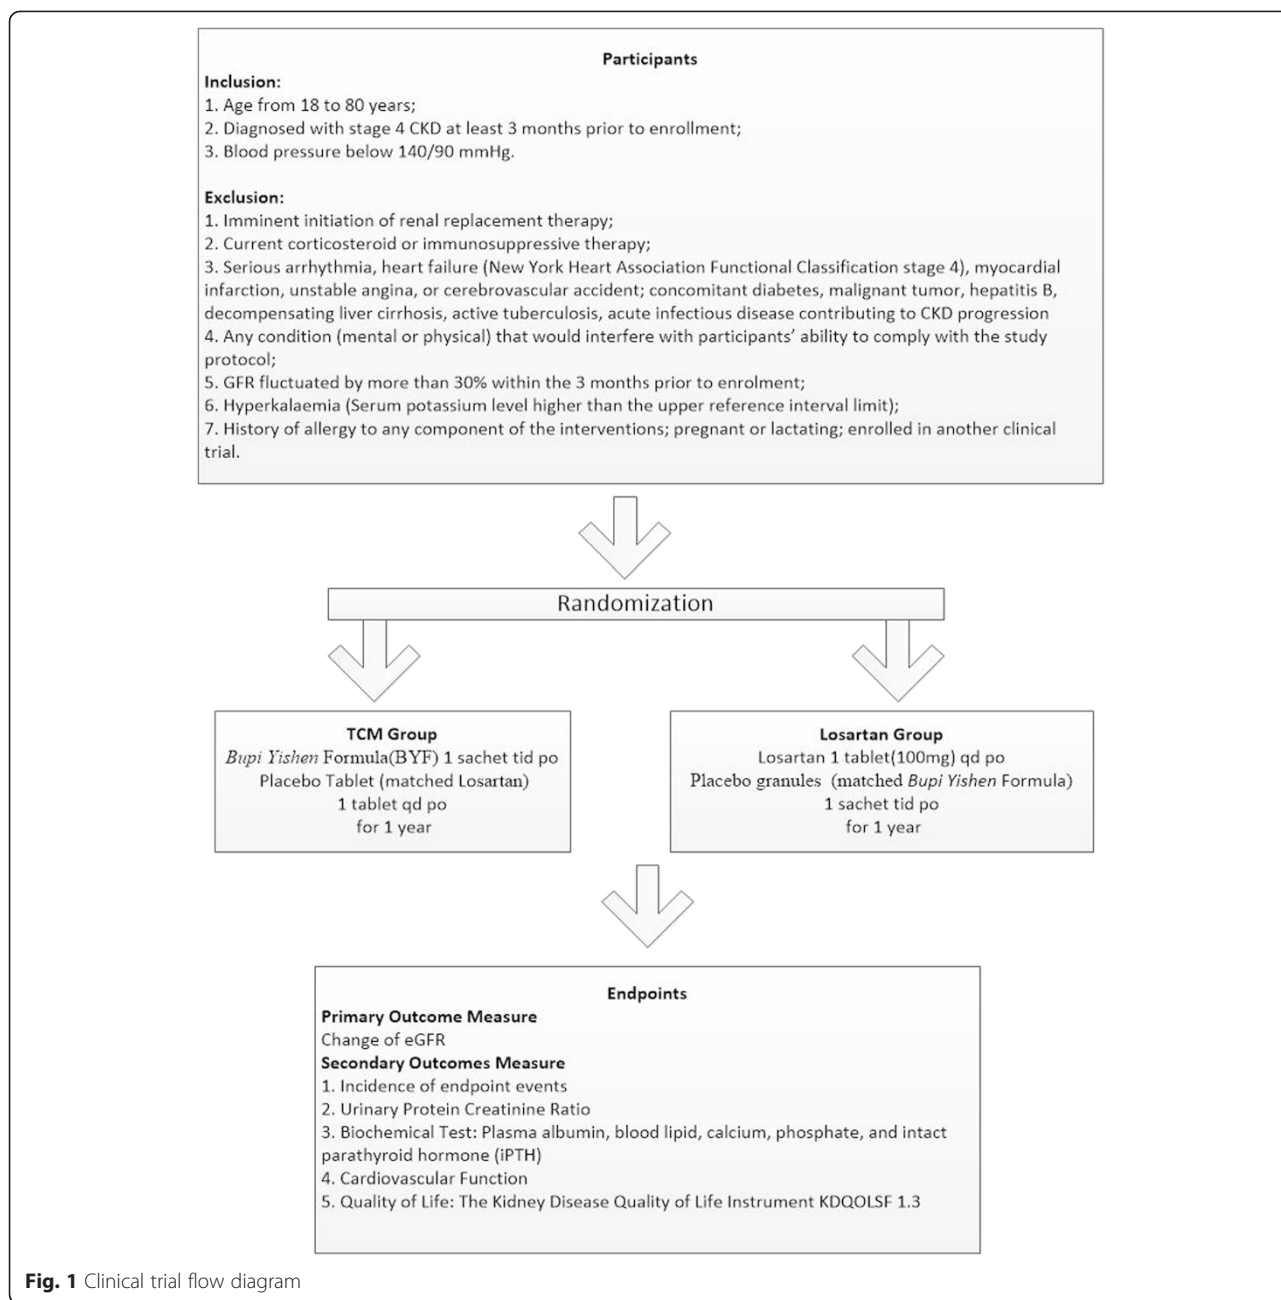 Participants
Inclusion:
1. Age from 18 to 80 years;
2. Diagnosed with stage 4 CKD at least 3 months prior to enrollment;
3. Blood pressure below 140/90 mmHg.
Exclusion:
1. Imminent initiation of renal replacement therapy;
2. Current corticosteroid or immunosuppressive therapy;
3. Serious arrhythmia, heart failure (New York Heart Association Functional Classification stage 4), myocardial
infarction, unstable angina, or cerebrovascular accident; concomitant diabetes, malignant tumor, hepatitis B,
decompensating liver cirrhosis, active tuberculosis, acute infectious disease contributing to CKD progression
4. Any condition (mental or physical) that would interfere with participants’ ability to comply with the study
protocol;
5. GFR fluctuated by more than 30% within the 3 months prior to enrolment;
6. Hyperkalaemia (Serum potassium level higher than the upper reference interval limit);
7. History of allergy to any component of the interventions; pregnant or lactating; enrolled in another clinical
trial.
Randomization
TCM Group
Bupi Yishen Formula(BYF) 1 sachet tid po
Placebo Tablet (matched Losartan)
1 tablet qd po
for 1 year
Losartan Group
Losartan 1 tablet(100mg) qd po
Placebo granules (matched Bupi Yishen Formula)
1 sachet tid po
for 1 year
Endpoints
Primary Outcome Measure
Change of eGFR
Secondary Outcomes Measure
1. Incidence of endpoint events
2. Urinary Protein Creatinine Ratio
3. Biochemical Test: Plasma albumin, blood lipid, calcium, phosphate, and intact
parathyroid hormone (iPTH)
4. Cardiovascular Function
5. Quality of Life: The Kidney Disease Quality of Life Instrument KDQOLSF 1.3
Fig. 1 Clinical trial flow diagram